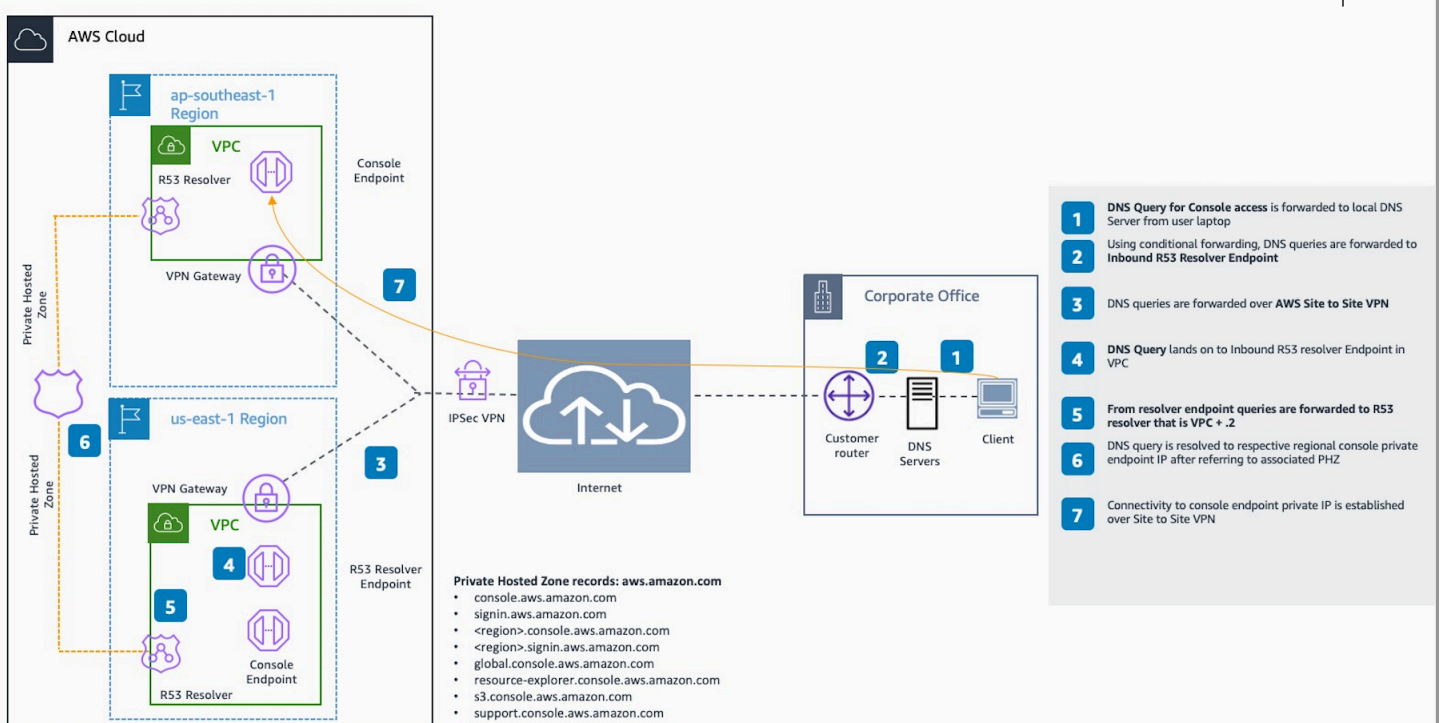 AWS Cloud
ap-southeast-1
Region
VPC
R53 Resolver
Console
Endpoint
VPN Gateway
Private Hosted
Zone
7
6
us-east-1 Region
Private Hosted
Zone
VPN Gateway
3
VPC
4
R53 Resolver
Endpoint
5
Console
Endpoint
R53 Resolver
IPSec VPN
Internet
Corporate Office
2
1
Customer
router
DNS
Servers
Client
1
DNS Query for Console access is forwarded to local DNS
Server from user laptop
2
Using conditional forwarding, DNS queries are forwarded to
Inbound R53 Resolver Endpoint
3
DNS queries are forwarded over AWS Site to Site VPN
4
DNS Query lands on to Inbound R53 resolver Endpoint in
VPC
5
From resolver endpoint queries are forwarded to R53
resolver that is VPC + .2
6
DNS query is resolved to respective regional console private
endpoint IP after referring to associated PHZ
7
Connectivity to console endpoint private IP is established
over Site to Site VPN
Private Hosted Zone records: aws.amazon.com
• console.aws.amazon.com
• signin.aws.amazon.com
• <region>.console.aws.amazon.com
• <region>.signin.aws.amazon.com
• global.console.aws.amazon.com
• resource-explorer.console.aws.amazon.com
• s3.console.aws.amazon.com
• support.console.aws.amazon.com